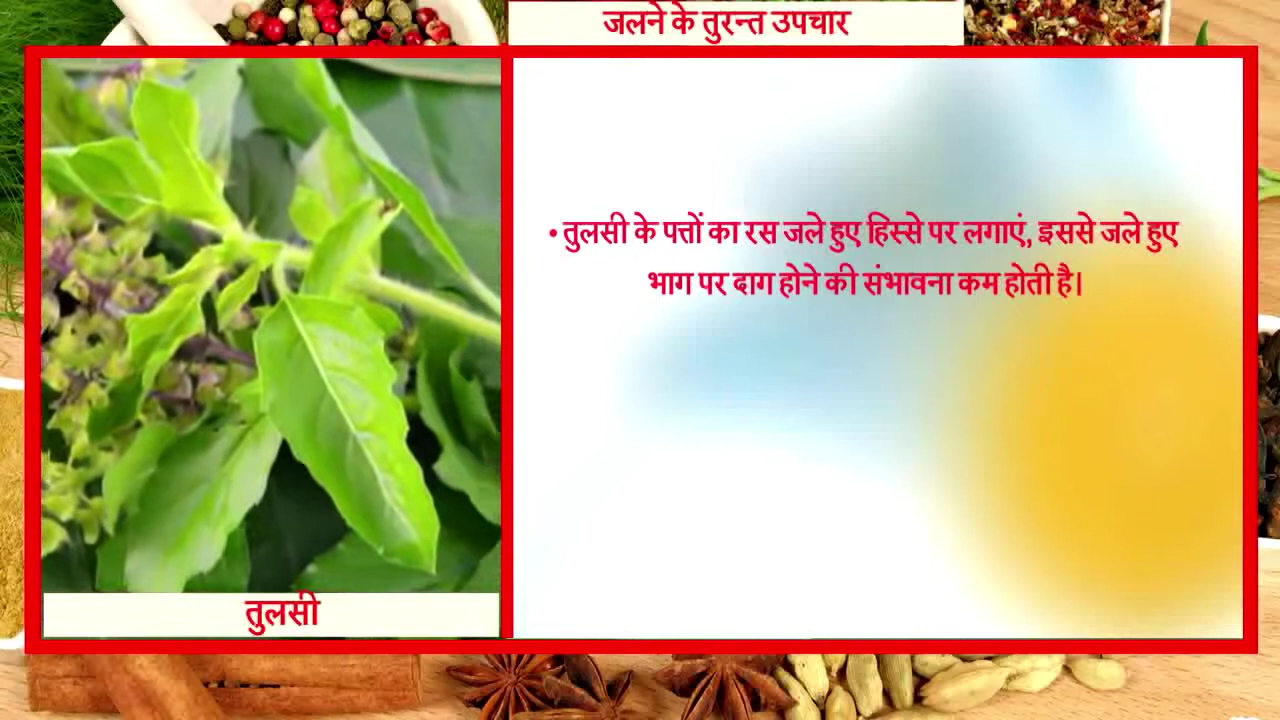 जलने के तुरन्त उपचार
• तुलसी के पत्तों का रस जले हुए हिस्से पर लगाएं, इससे जले हुए
भाग पर दाग होने की संभावना कम होती है।
तुलसी